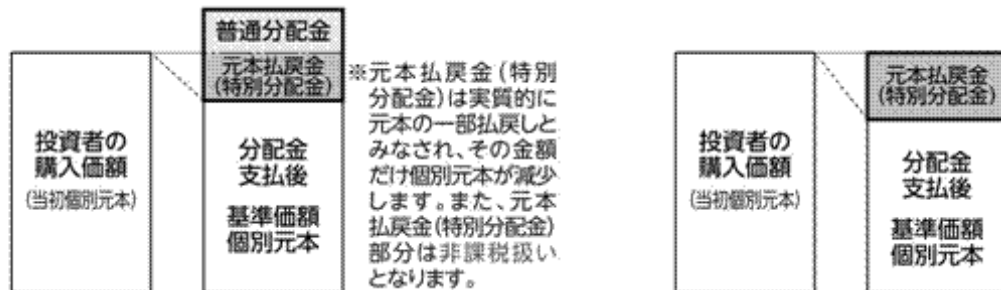 普通分配金
元本払戻金
(特別分配金)
投資者の
購入価額
(当初個別元本)
分配金
支払後
基準価額
個別元本
※元本払戻金(特別
分配金)は実質的に
元本の一部払戻しと
みなされ、その金額
だけ個別元本が減少
します。また、元本
払戻金(特別分配金)
部分は非課税扱い
となります。
投資者の
購入価額
(当初個別元本)
元本払戻金
(特別分配金)
分配金
支払後
基準価額
個別元本